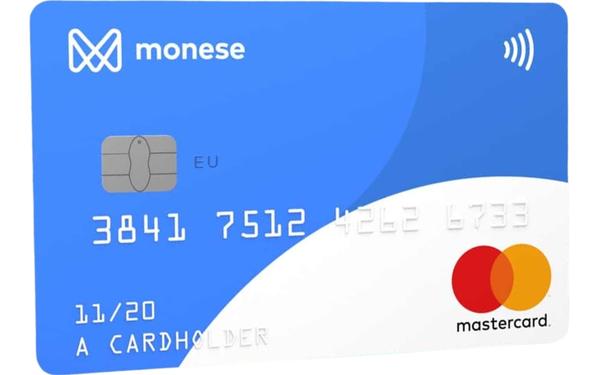 monese
EU
3841 7512 4262 6733
mastercard.
11/20
A CARDHOLDER